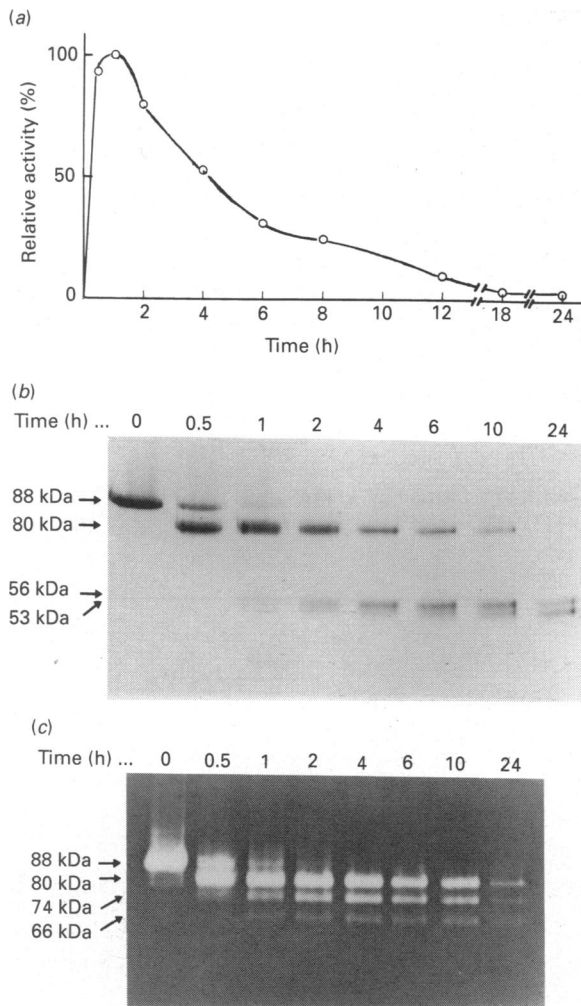 (a)
100
50
0
Relative activity (%)
2 4 6 8 10 12 18 24
Time (h)
(b)
Time (h) ... 0 0.5 1 2 4 6 10 24
88 kDa
80 kDa
56 kDa
53 kDa
(c)
Time (h) ... 0 0.5 1 2 4 6 10 24
88 kDa
80 kDa
74 kDa
66 kDa